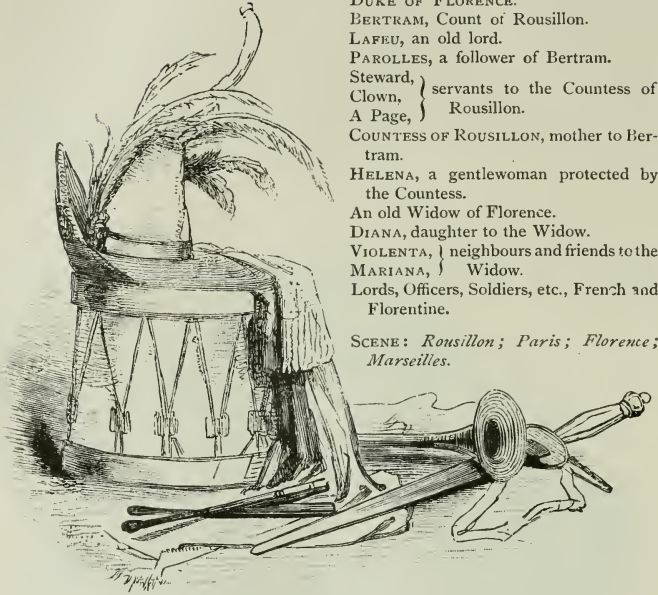 DUKE OF FLORENCE.
BERTRAM, Count of Rousillon.
LAFEU, an old lord.
PAROLLES, a follower of Bertram.
Steward,
Clown,
A Page,
} servants to the Countess of
Rousillon.
COUNTESS OF ROUSILLON, mother to Ber-
tram.
HELENA, a gentlewoman protected by
the Countess.
An old Widow of Florence.
DIANA, daughter to the Widow.
VIOLENTA, } neighbours and friends to the
MARIANA, } Widow.
Lords, Officers, Soldiers, etc., French and
Florentine.
SCENE: Rousillon; Paris; Florence;
Marseilles.